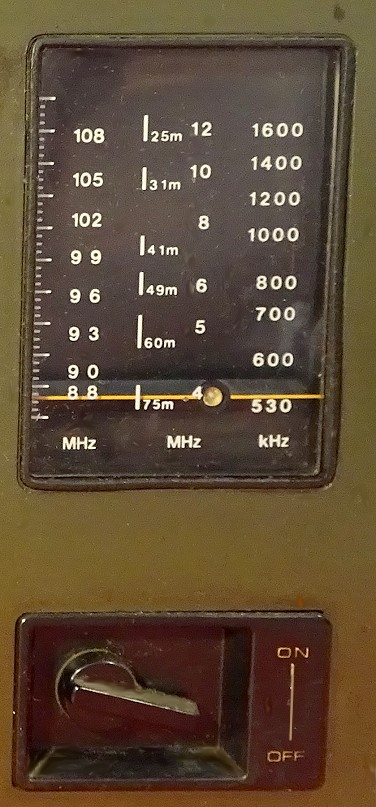 108 25m 12 1600
105 31m 10 1400
102 8 1200
99 41m 1000
96 49m 6 800
93 60m 5 700
90 600
88 75m 4 530
MHz MHz kHz
ON
OFF